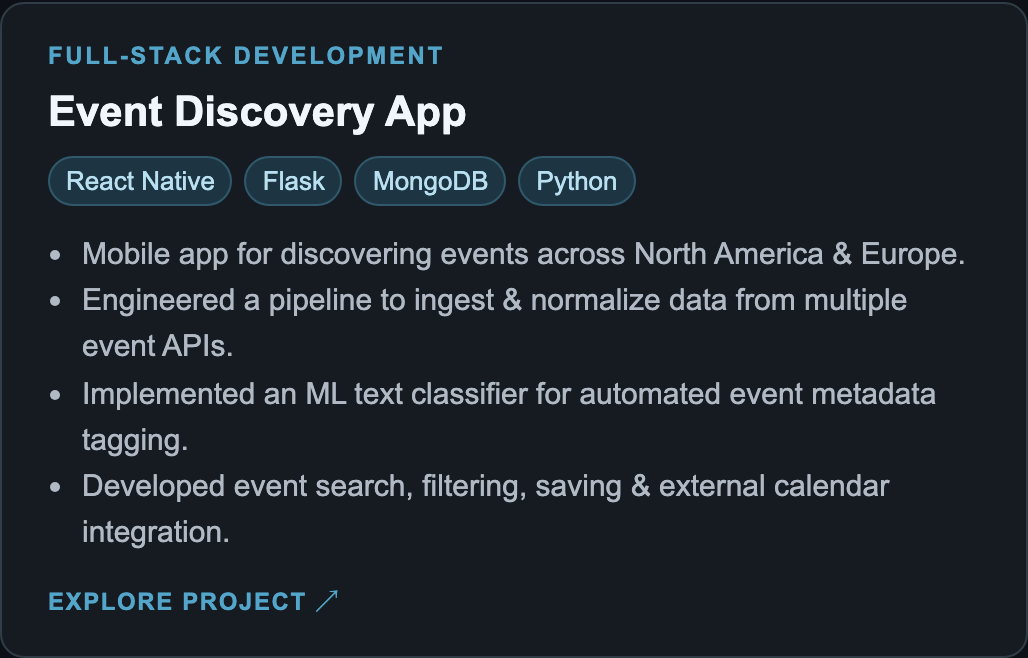 FULL-STACK DEVELOPMENT
Event Discovery App
React Native Flask MongoDB Python
• Mobile app for discovering events across North America & Europe.
• Engineered a pipeline to ingest & normalize data from multiple
event APIs.
• Implemented an ML text classifier for automated event metadata
tagging.
• Developed event search, filtering, saving & external calendar
integration.
EXPLORE PROJECT ↗